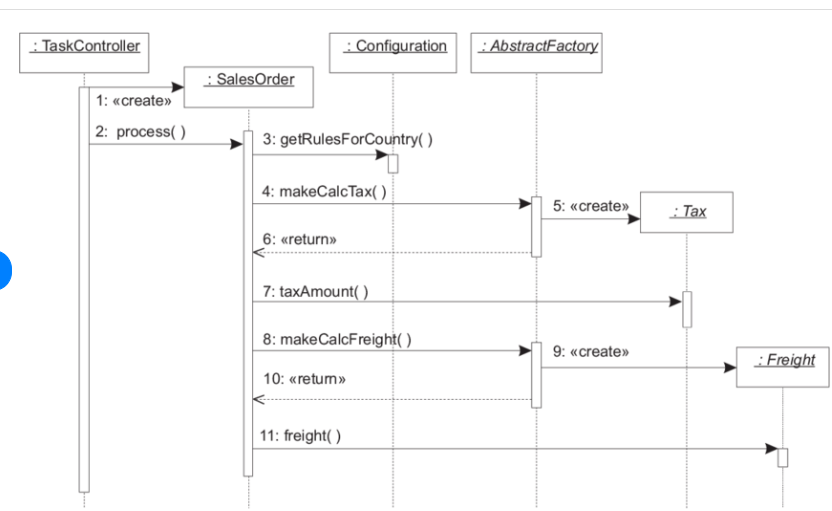 : TaskController
: Configuration
: AbstractFactory
: SalesOrder
1: «create»
2: process( )
3: getRulesForCountry( )
4: makeCalcTax( )
5: «create»
: Tax
6: «return»
7: taxAmount( )
8: makeCalcFreight( )
9: «create»
: Freight
10: «return»
11: freight( )